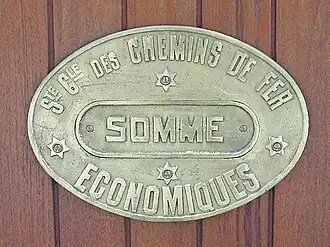 STE GLE DES CHEMINS DE FER
SOMME
ECONOMIQUES